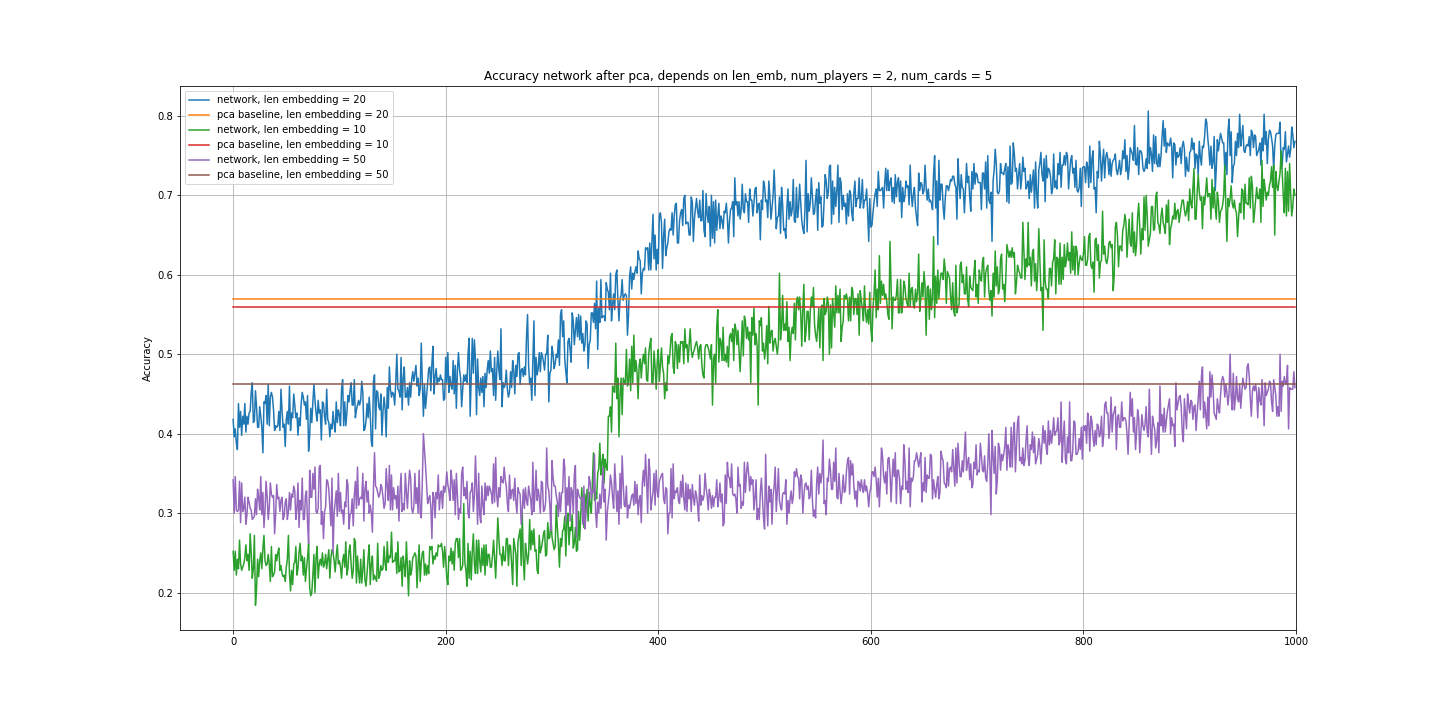 Accuracy network after pca, depends on len_emb, num_players = 2, num_cards = 5
network, len embedding = 20
pca baseline, len embedding = 20
network, len embedding = 10
pca baseline, len embedding = 10
network, len embedding = 50
pca baseline, len embedding = 50
Accuracy
0.8
0.7
0.6
0.5
0.4
0.3
0.2
0
200
400
600
800
1000